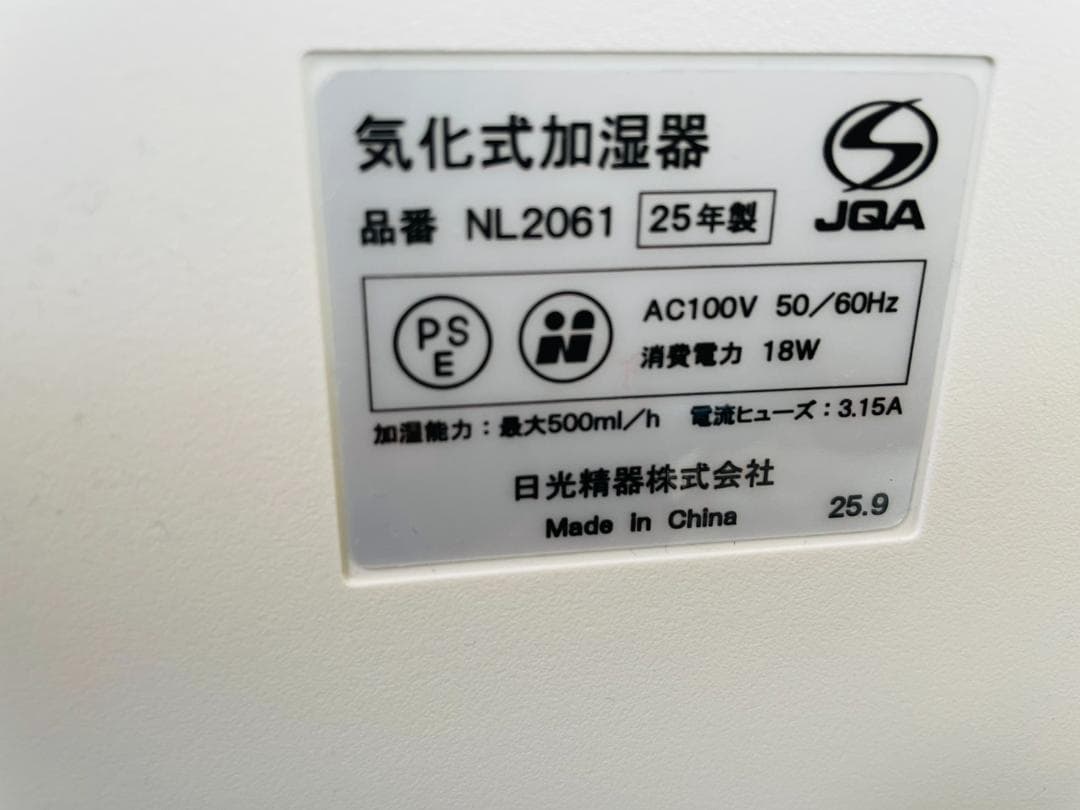 気化式加湿器
JQA
品番 NL2061 25年製
PS
E
N
AC100V 50／60Hz
消費電力 18W
加湿能力：最大500ml／h 電流ヒューズ：3.15A
日光精器株式会社
Made in China
25.9